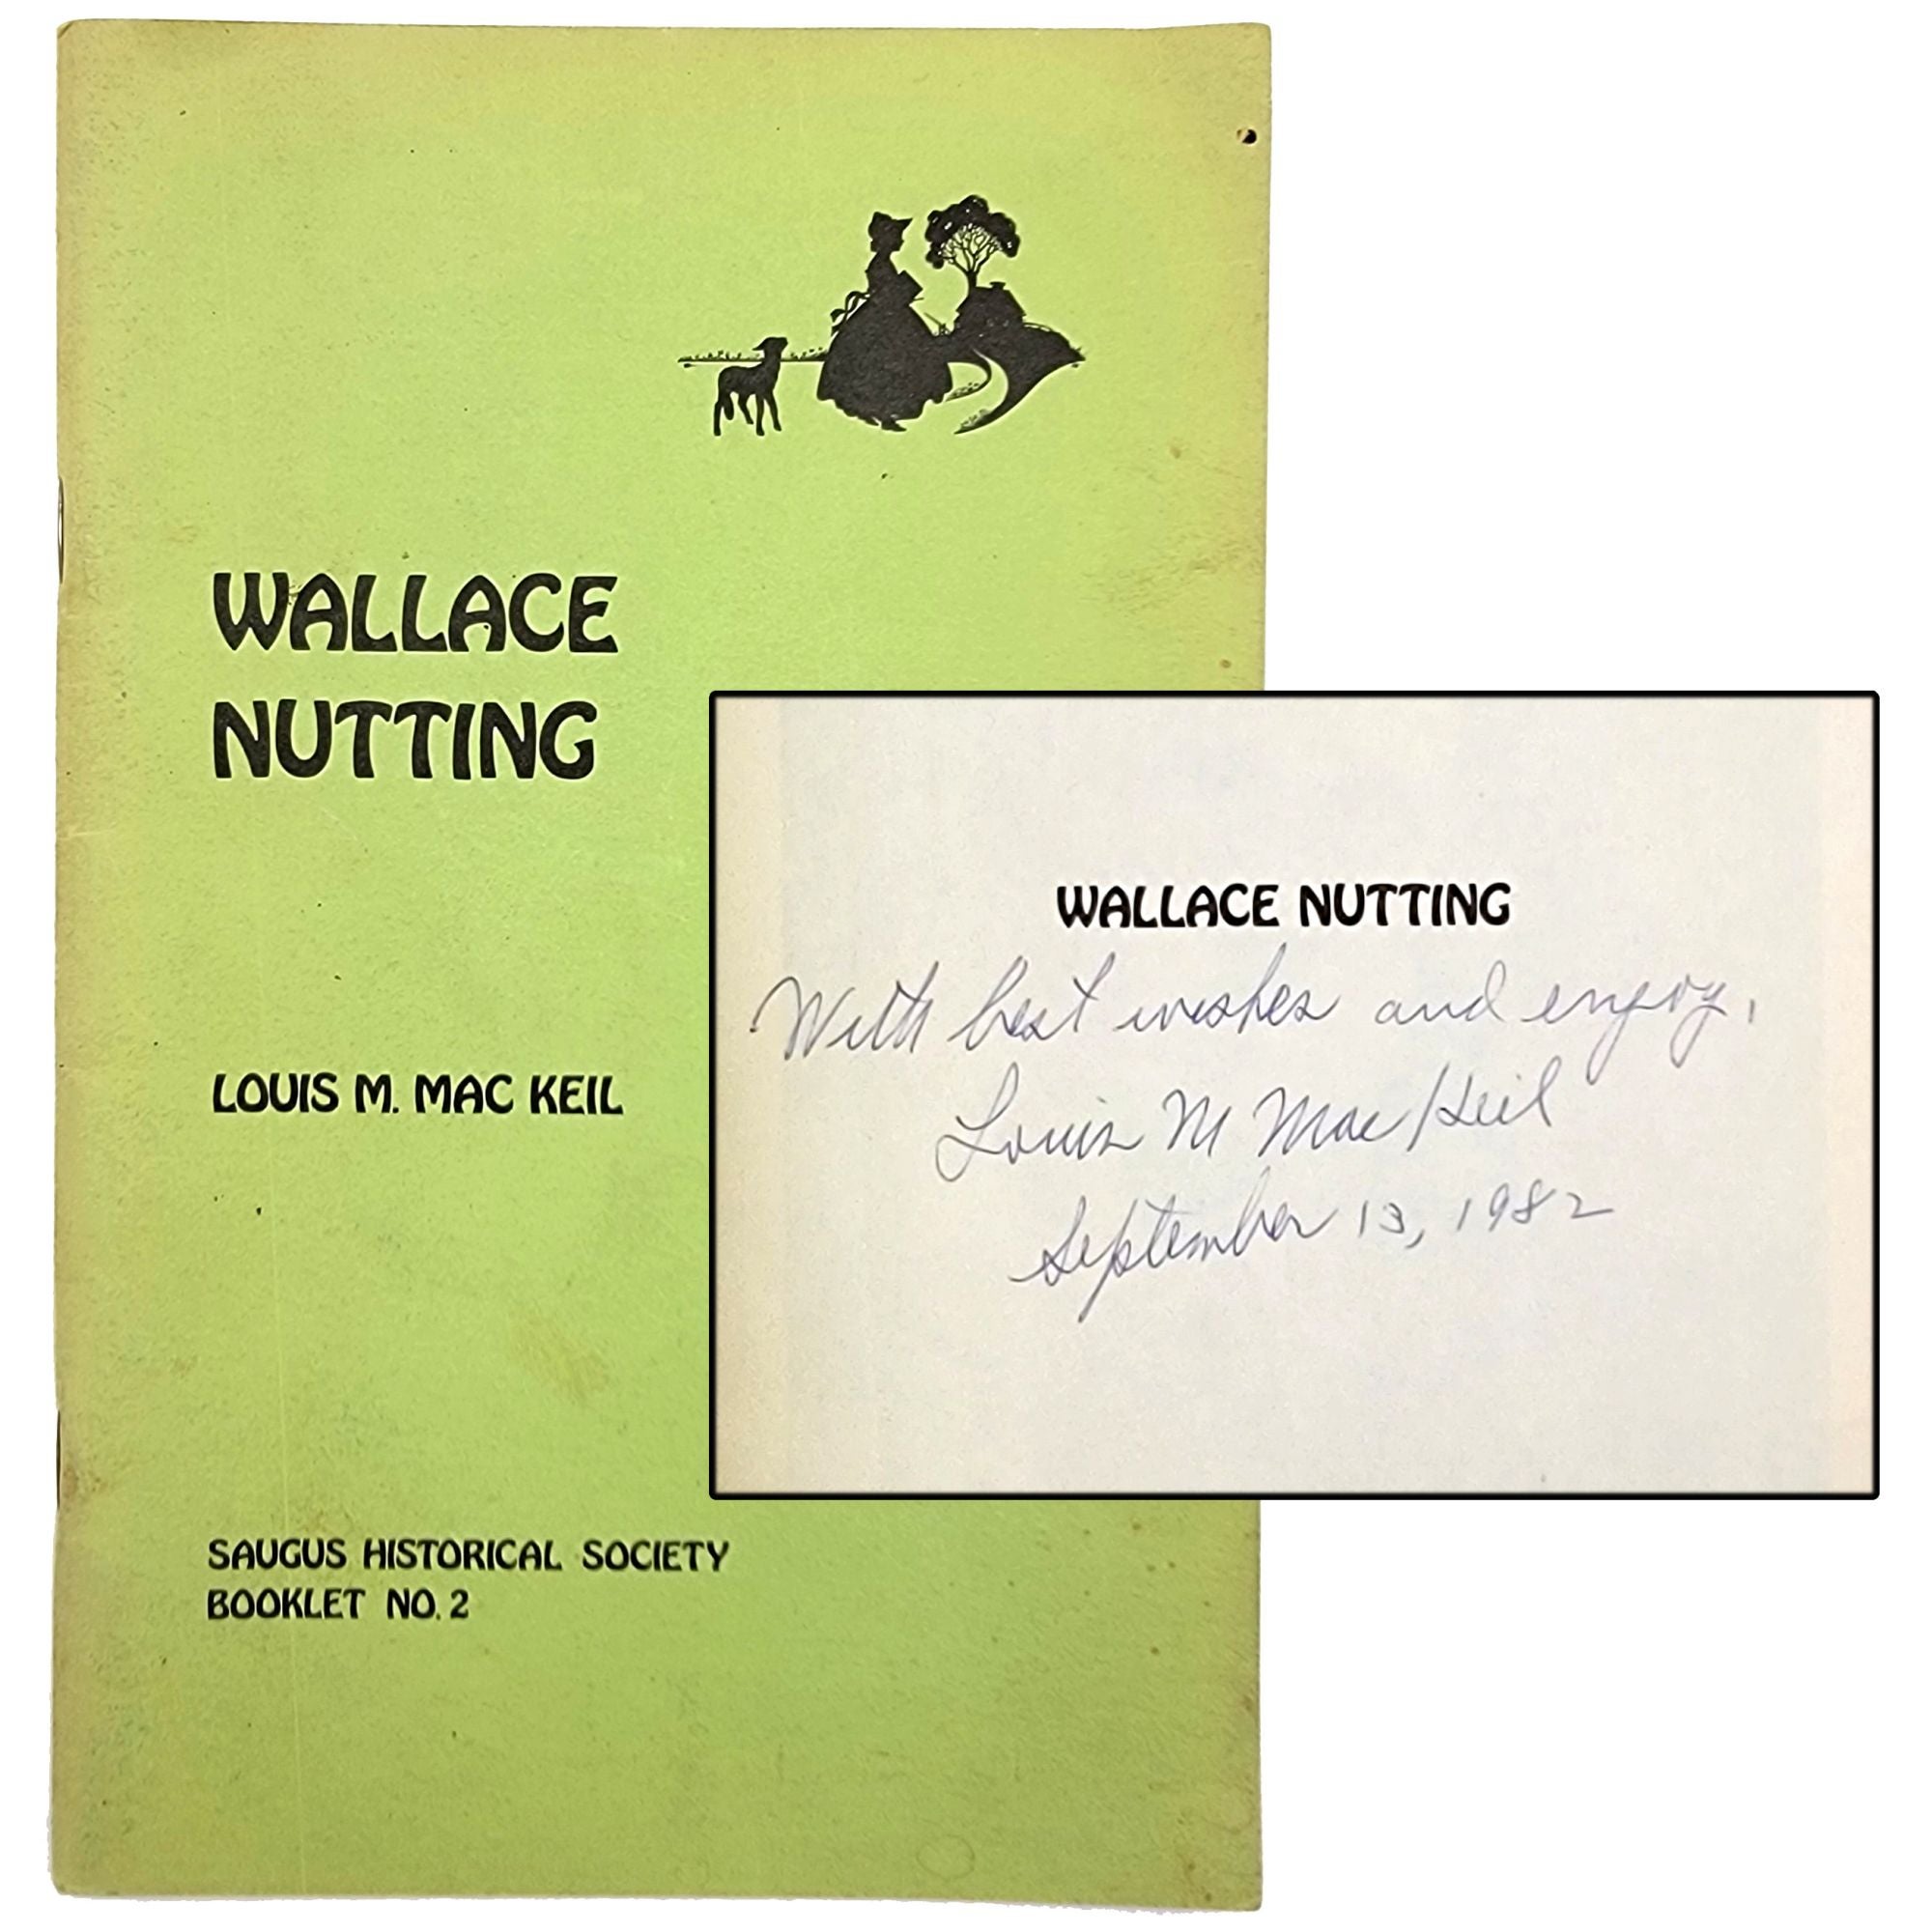 WALLACE
NUTTING
LOUIS M. MAC KEIL
SAUGUS HISTORICAL SOCIETY
BOOKLET NO. 2
WALLACE NUTTING
With best wishes and enjoy,
Louis M MacKeil
September 13, 1982